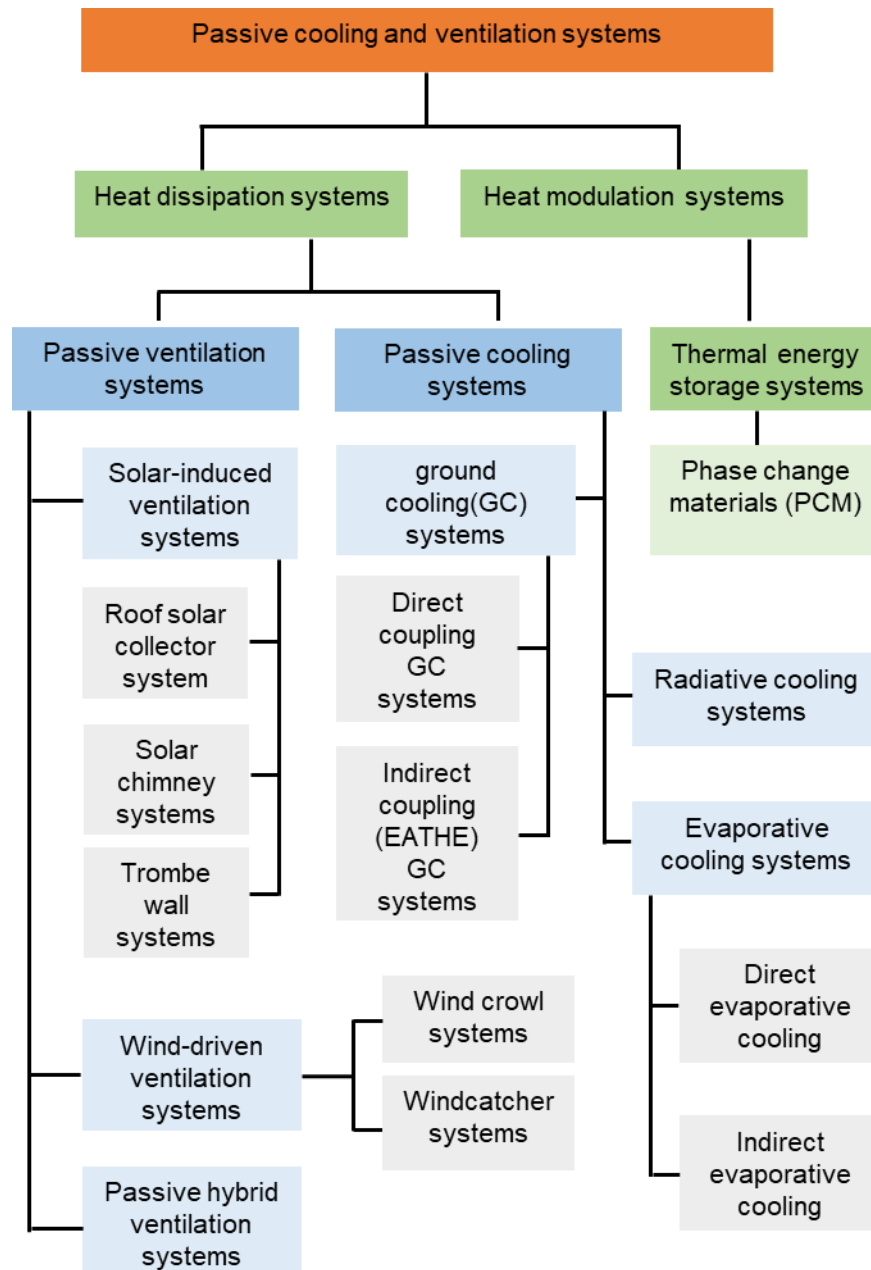 Passive cooling and ventilation systems
Heat dissipation systems
Heat modulation systems
Passive ventilation
systems
Passive cooling
systems
Thermal energy
storage systems
Solar-induced
ventilation
systems
ground
cooling(GC)
systems
Phase change
materials (PCM)
Roof solar
collector
system
Direct
coupling
GC
systems
Radiative cooling
systems
Solar
chimney
systems
Indirect
coupling
(EATHE)
GC
systems
Evaporative
cooling systems
Trombe
wall
systems
Direct
evaporative
cooling
Wind-driven
ventilation
systems
Wind crowl
systems
Windcatcher
systems
Indirect
evaporative
cooling
Passive hybrid
ventilation
systems